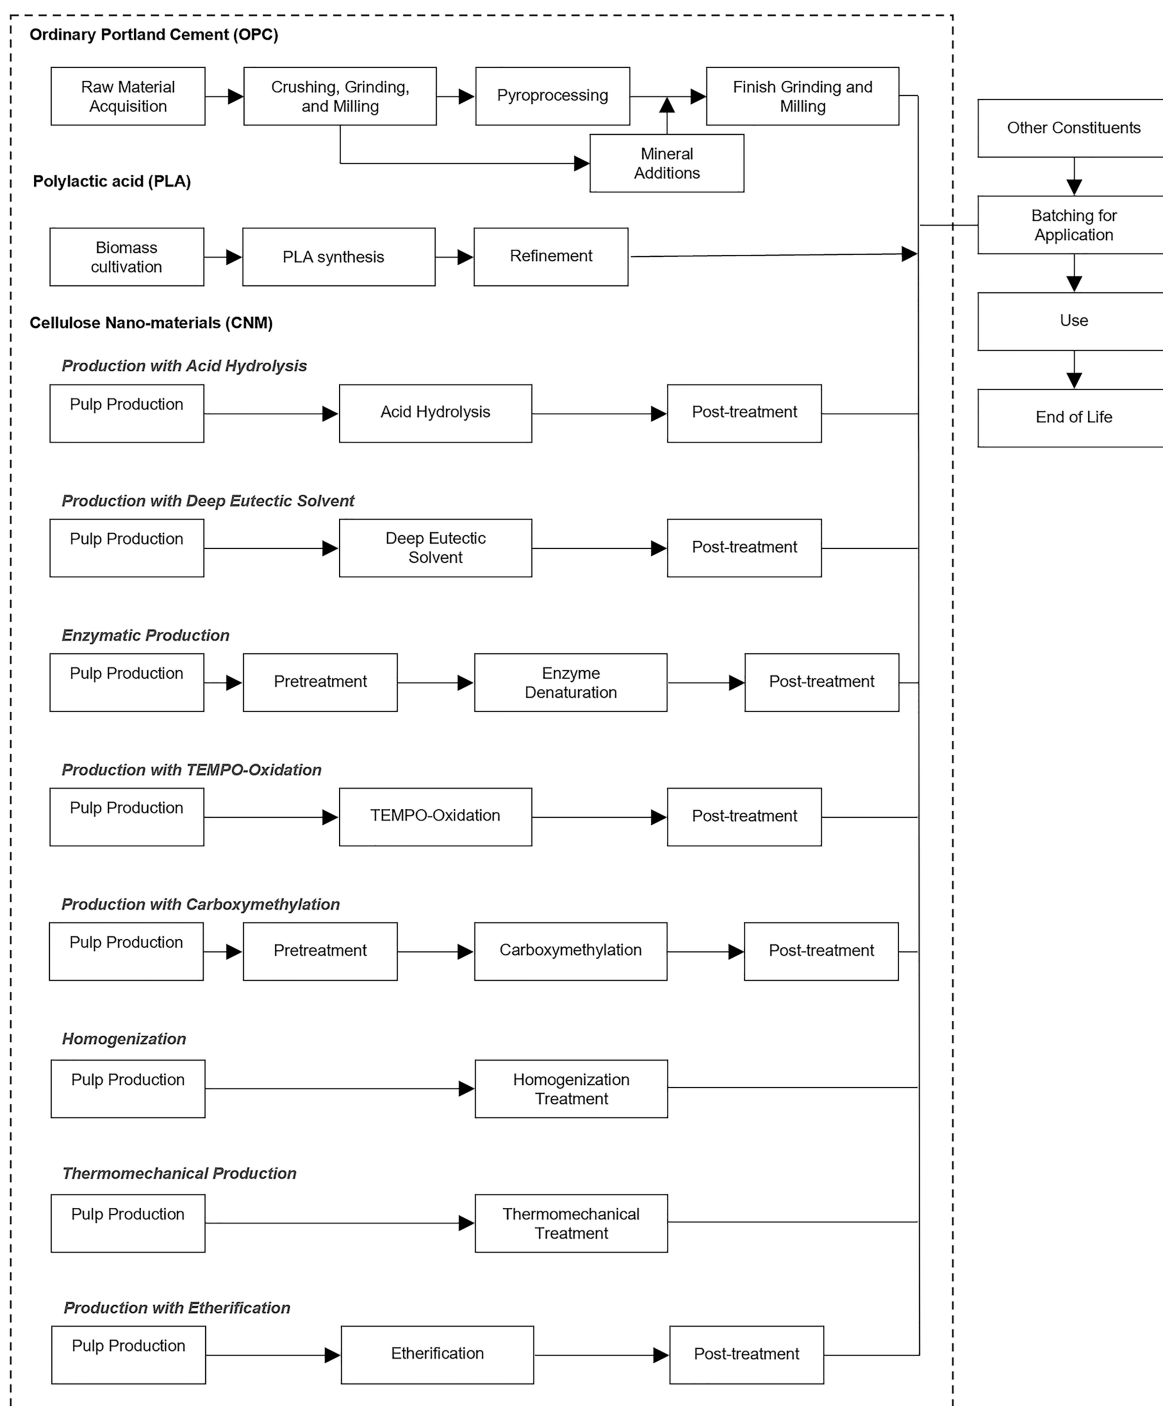 Ordinary Portland Cement (OPC)
Raw Material
Acquisition
Crushing, Grinding,
and Milling
Pyroprocessing
Finish Grinding and
Milling
Mineral
Additions
Other Constituents
Batching for
Application
Use
End of Life
Polylactic acid (PLA)
Biomass
cultivation
PLA synthesis
Refinement
Cellulose Nano-materials (CNM)
Production with Acid Hydrolysis
Pulp Production
Acid Hydrolysis
Post-treatment
Production with Deep Eutectic Solvent
Pulp Production
Deep Eutectic
Solvent
Post-treatment
Enzymatic Production
Pulp Production
Pretreatment
Enzyme
Denaturation
Post-treatment
Production with TEMPO-Oxidation
Pulp Production
TEMPO-Oxidation
Post-treatment
Production with Carboxymethylation
Pulp Production
Pretreatment
Carboxymethylation
Post-treatment
Homogenization
Pulp Production
Homogenization
Treatment
Thermomechanical Production
Pulp Production
Thermomechanical
Treatment
Production with Etherification
Pulp Production
Etherification
Post-treatment